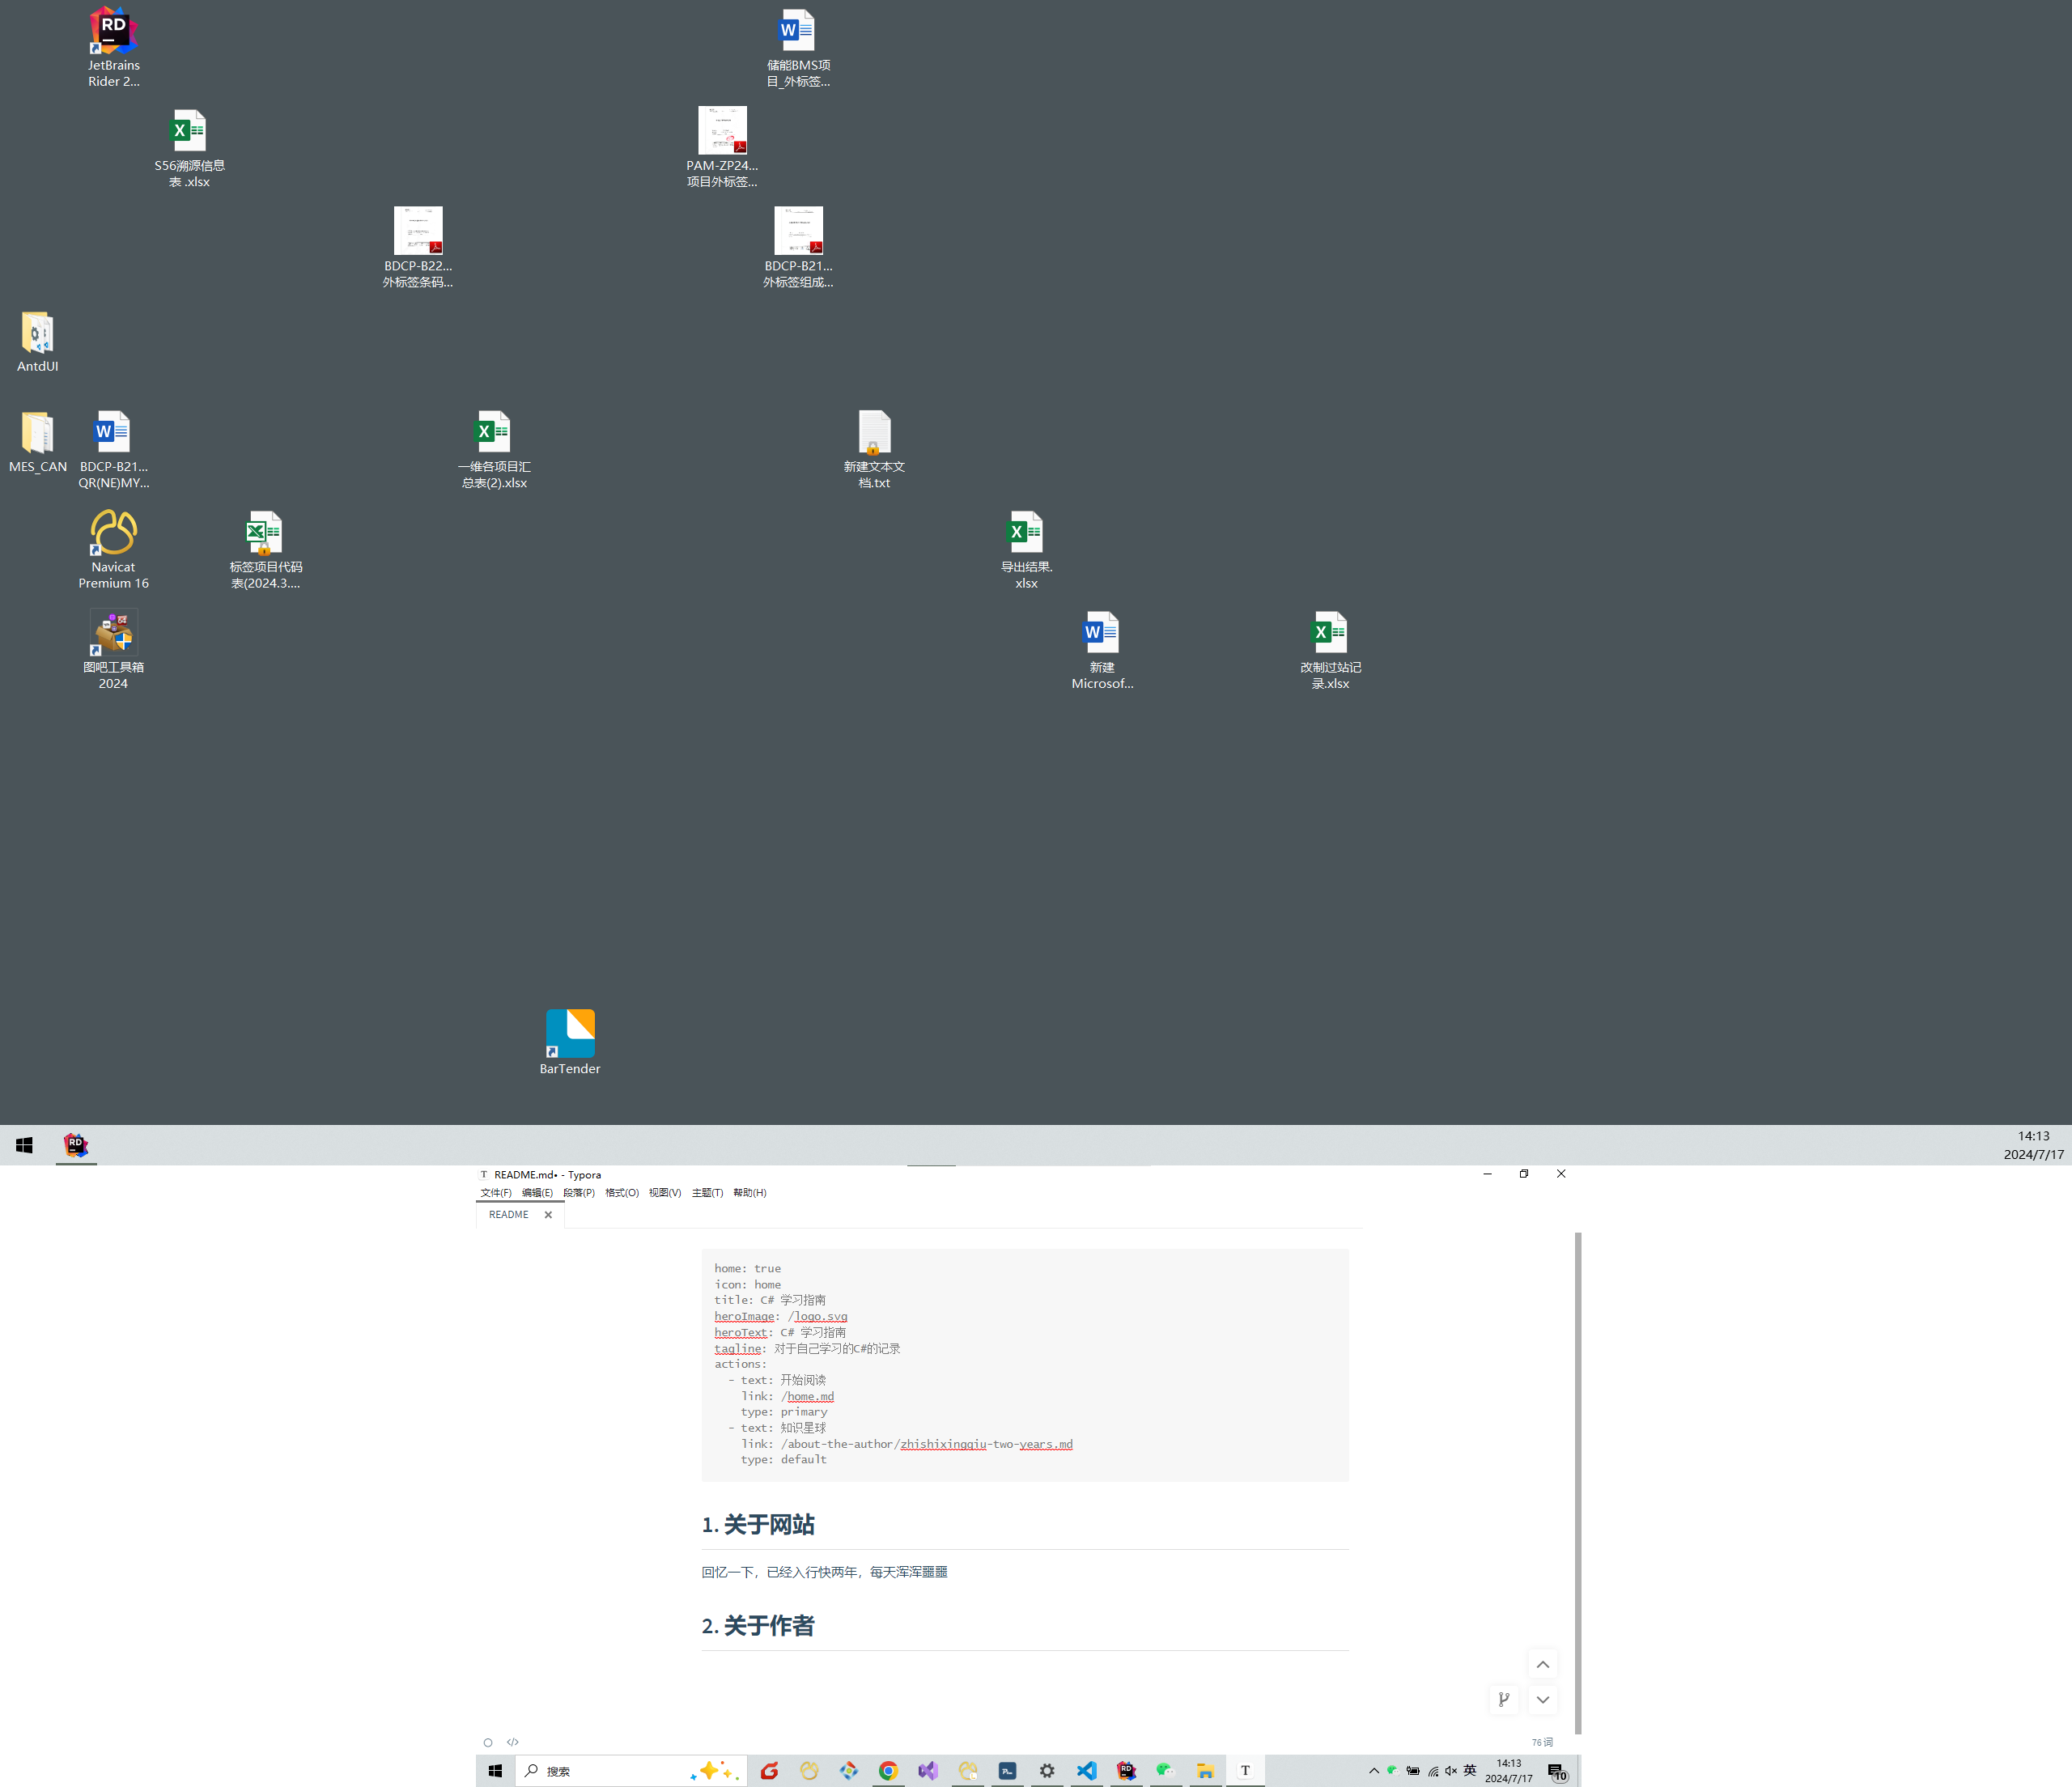 JetBrains
Rider 2...
储能BMS项
目_外标签...
S56溯源信息
表 .xlsx
PAM-ZP24...
项目外标签...
BDCP-B22...
外标签条码...
BDCP-B21...
外标签组成...
AntdUI
MES_CAN
BDCP-B21...
QR(NE)MY...
一维各项目汇
总表(2).xlsx
新建文本文
档.txt
Navicat
Premium 16
标签项目代码
表(2024.3....
导出结果.
xlsx
图吧工具箱
2024
新建
Microsof...
改制过站记
录.xlsx
BarTender
14:13
2024/7/17
README.md• - Typora
文件(F) 编辑(E) 段落(P) 格式(O) 视图(V) 主题(T) 帮助(H)
README
home: true
icon: home
title: C# 学习指南
heroImage: /logo.svg
heroText: C# 学习指南
tagline: 对于自己学习的C#的记录
actions:
- text: 开始阅读
link: /home.md
type: primary
- text: 知识星球
link: /about-the-author/zhishixingqiu-two-years.md
type: default
1. 关于网站
回忆一下，已经入行快两年，每天浑浑噩噩
2. 关于作者
76词
搜索
英
14:13
2024/7/17
10